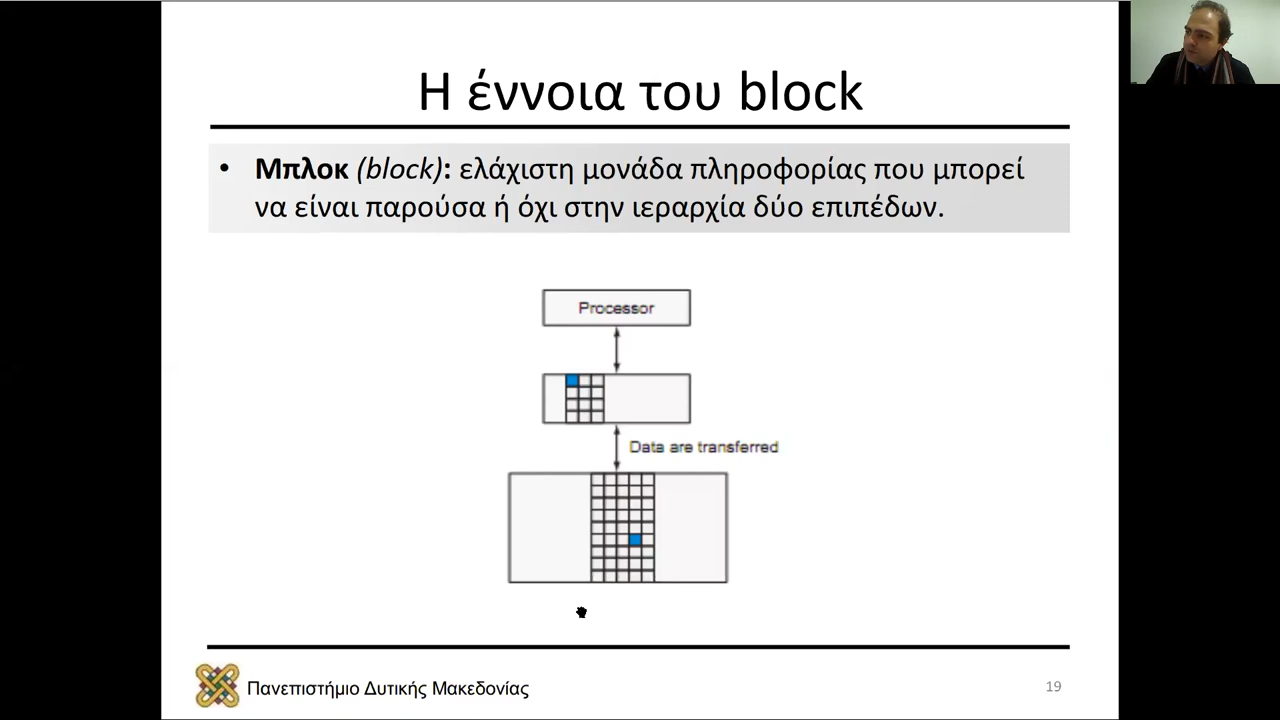 Η έννοια του block
• Μπλοκ (block): ελάχιστη μονάδα πληροφορίας που μπορεί
να είναι παρούσα ή όχι στην ιεραρχία δύο επιπέδων.
Processor
Data are transferred
Πανεπιστήμιο Δυτικής Μακεδονίας
19